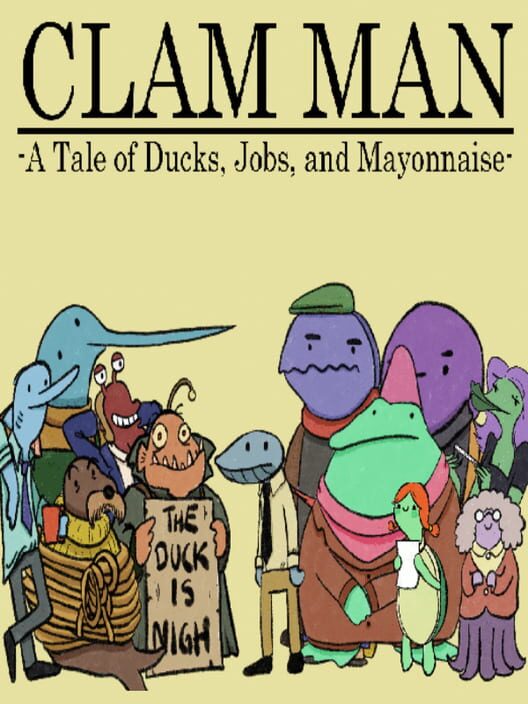 CLAM MAN
-A Tale of Ducks, Jobs, and Mayonnaise-
THE
DUCK
IS
NIGH